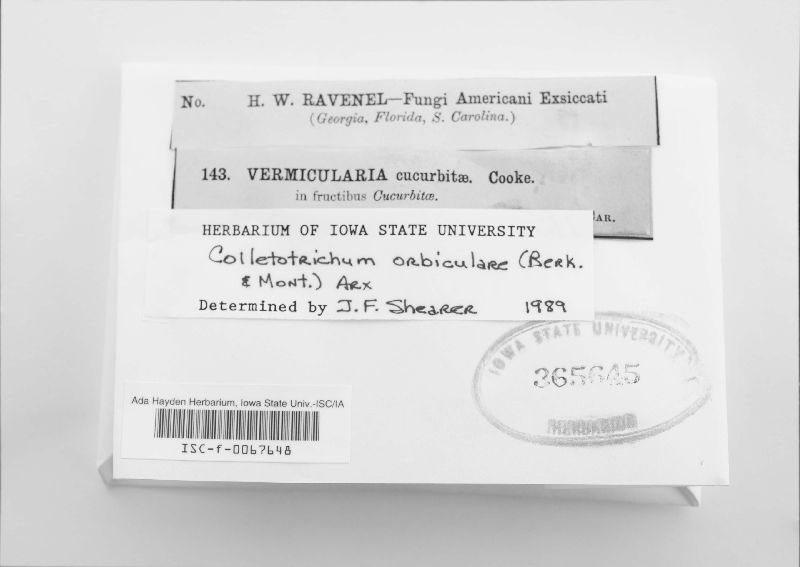 No. H. W. RAVENEL—Fungi Americani Exsiccati
(Georgia, Florida, S. Carolina.)
143. VERMICULARIA cucurbitæ. Cooke.
in fructibus Cucurbitæ.
CAR.
HERBARIUM OF IOWA STATE UNIVERSITY
Colletotrichum orbiculare (Berk.
& Mont.) Arx
Determined by J.F. Shearer 1989
IOWA STATE UNIVERSITY
365645
HERBARIUM
Ada Hayden Herbarium, Iowa State Univ.-ISC/IA
ISC-f-0067648